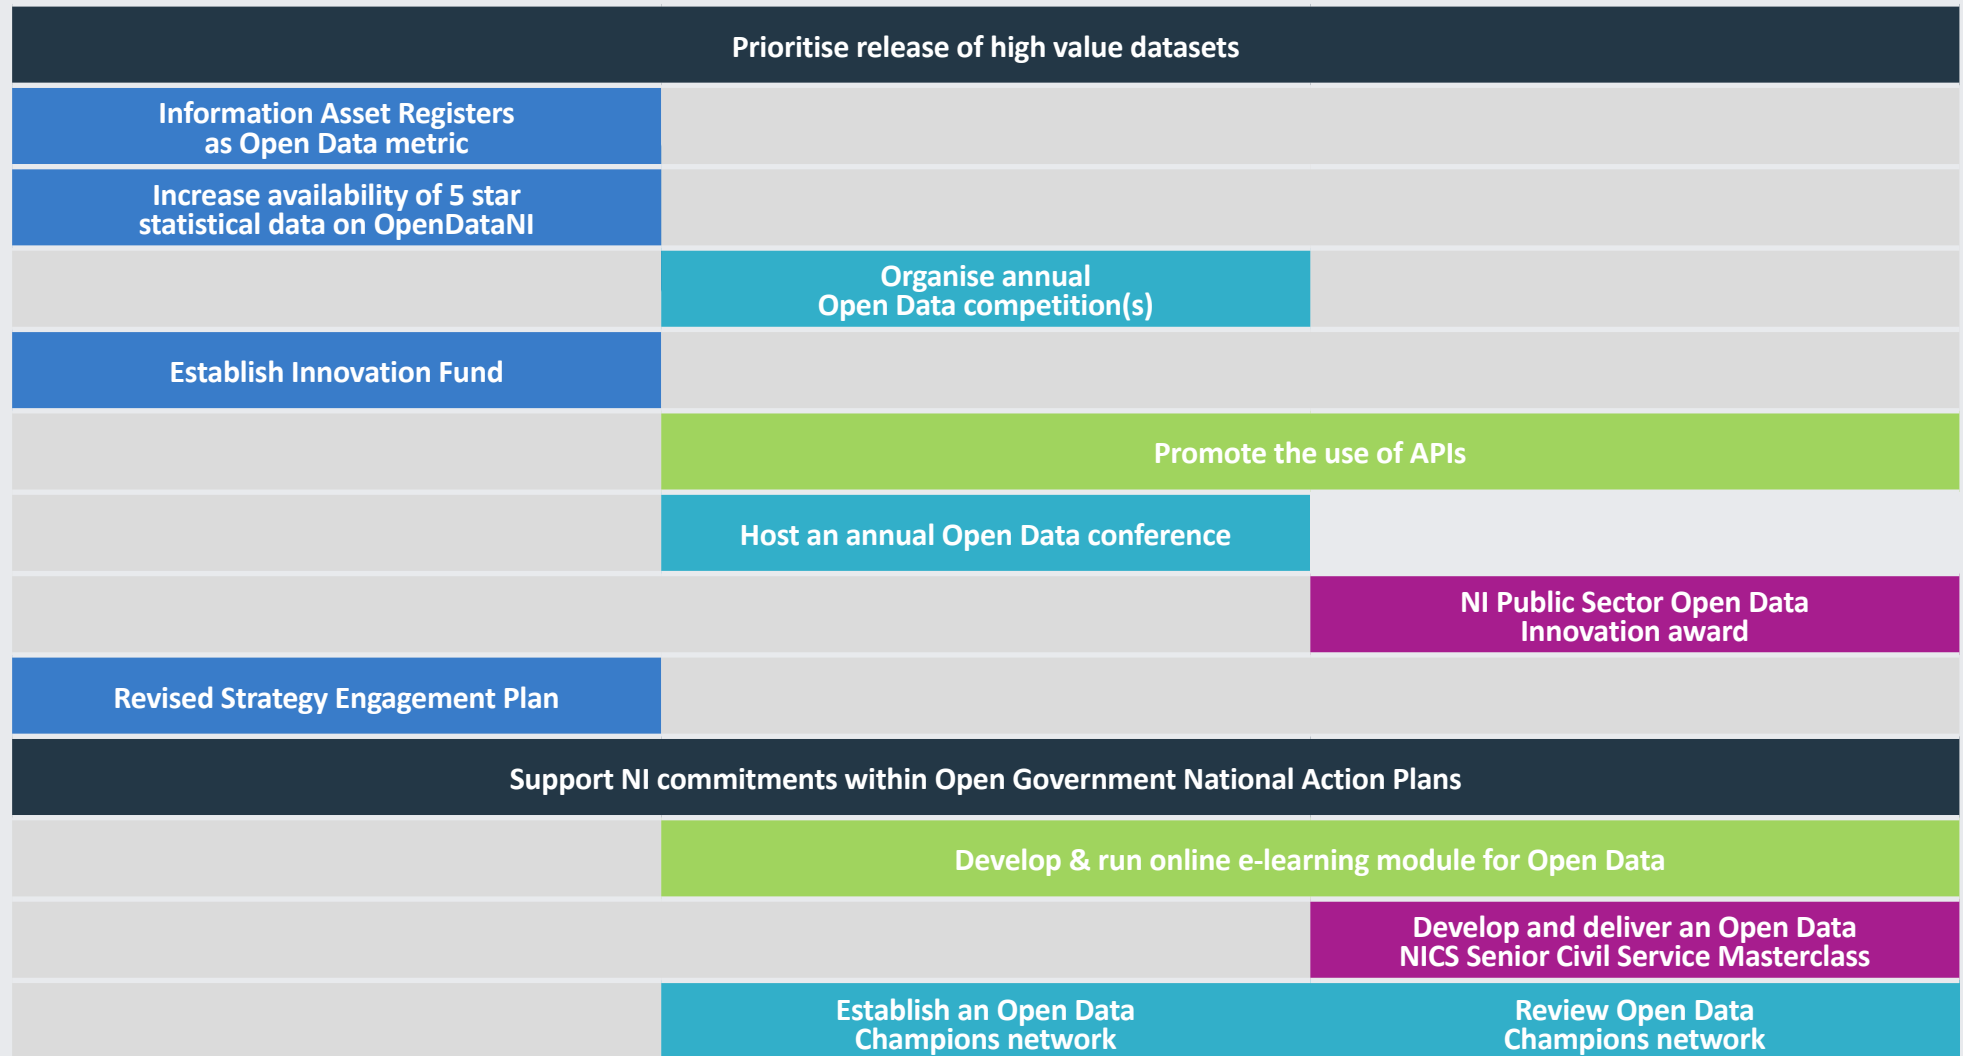 Prioritise release of high value datasets
Information Asset Registers
as Open Data metric
Increase availability of 5 star
statistical data on OpenDataNI
Organise annual
Open Data competition(s)
Establish Innovation Fund
Promote the use of APIs
Host an annual Open Data conference
NI Public Sector Open Data
Innovation award
Revised Strategy Engagement Plan
Support NI commitments within Open Government National Action Plans
Develop & run online e-learning module for Open Data
Develop and deliver an Open Data
NICS Senior Civil Service Masterclass
Establish an Open Data
Champions network
Review Open Data
Champions network